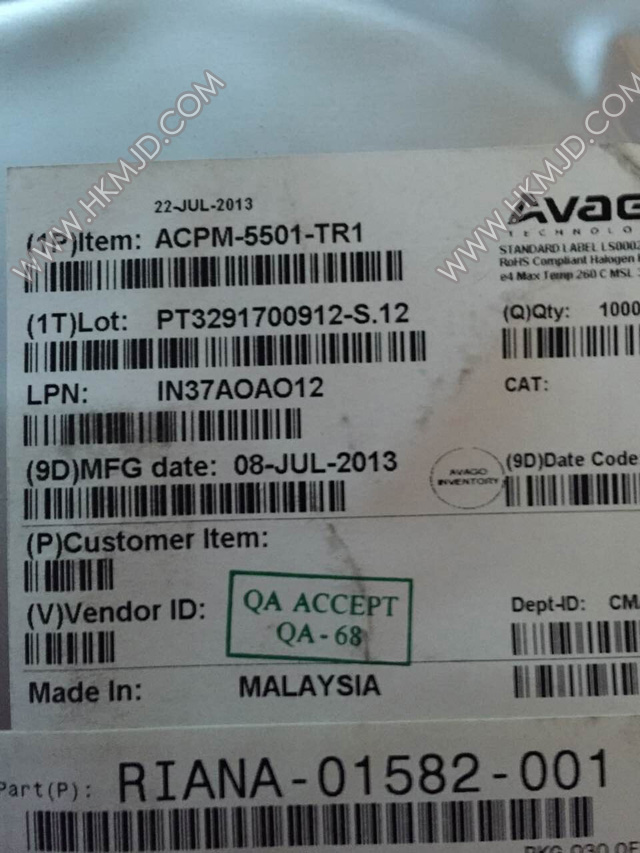 22-JUL-2013
AVAGO
TECHNOLO
(1P)Item: ACPM-5501-TR1
STANDARD LABEL LS0002
RoHS Compliant Halogen
e4 Max Temp 260 C MSL
(1T)Lot: PT3291700912-S.12
(Q)Qty: 1000
LPN: IN37AOAO12
CAT:
(9D)MFG date: 08-JUL-2013
AVAGO
INVENTORY
(9D)Date Code
(P)Customer Item:
(V)Vendor ID:
QA ACCEPT
QA-68
Dept-ID: CM
Made In: MALAYSIA
Part(P): RIANA-01582-001
WWW.HKMJD.COM
WWW.HKMJD.COM